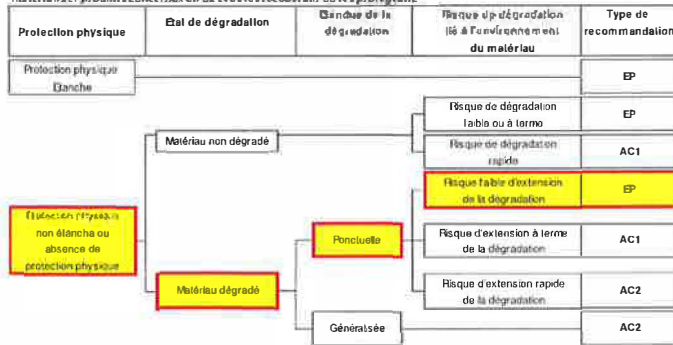 Protection physique
Etat de dégradation
Etendue de la
dégradation
Risque de dégradation
lié à l'environnement
du matériau
Type de
recommandation
Protection physique
Etanche
EP
Matériau non dégradé
Risque de dégradation
faible ou à terme
EP
Risque de dégradation
rapide
AC1
Protection physique
non étanche ou
absence de
protection physique
Matériau dégradé
Ponctuelle
Risque faible d'extension
de la dégradation
EP
Risque d'extension à terme
de la dégradation
AC1
Risque d'extension rapide
de la dégradation
AC2
Généralsée
AC2